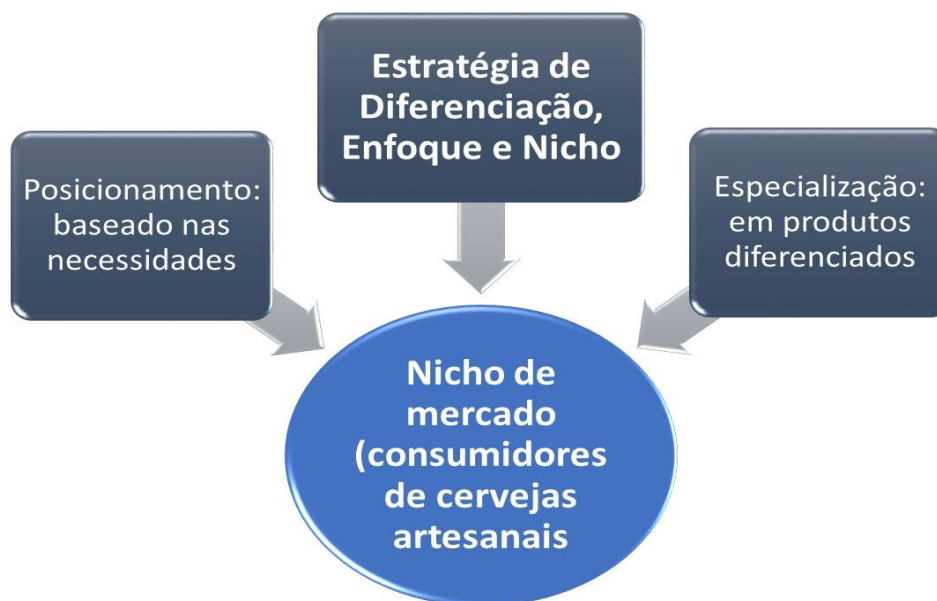 Estratégia de
Diferenciação,
Enfoque e Nicho
Posicionamento:
baseado nas
necessidades
Especialização:
em produtos
diferenciados
Nicho de
mercado
(consumidores
de cervejas
artesanais